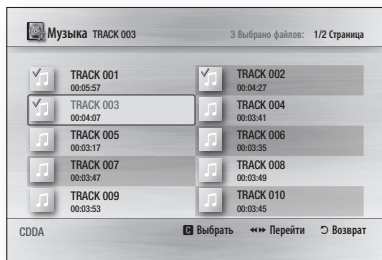 Музыка TRACK 003 3 Выбрано файлов: 1/2 Страница
TRACK 001 TRACK 002
00:05:57 00:04:27
TRACK 003 TRACK 004
00:04:07 00:03:41
TRACK 005 TRACK 006
00:03:17 00:03:35
TRACK 007 TRACK 008
00:03:47 00:03:49
TRACK 009 TRACK 010
00:03:53 00:03:45
CDDA C Выбрать Перейти Возврат